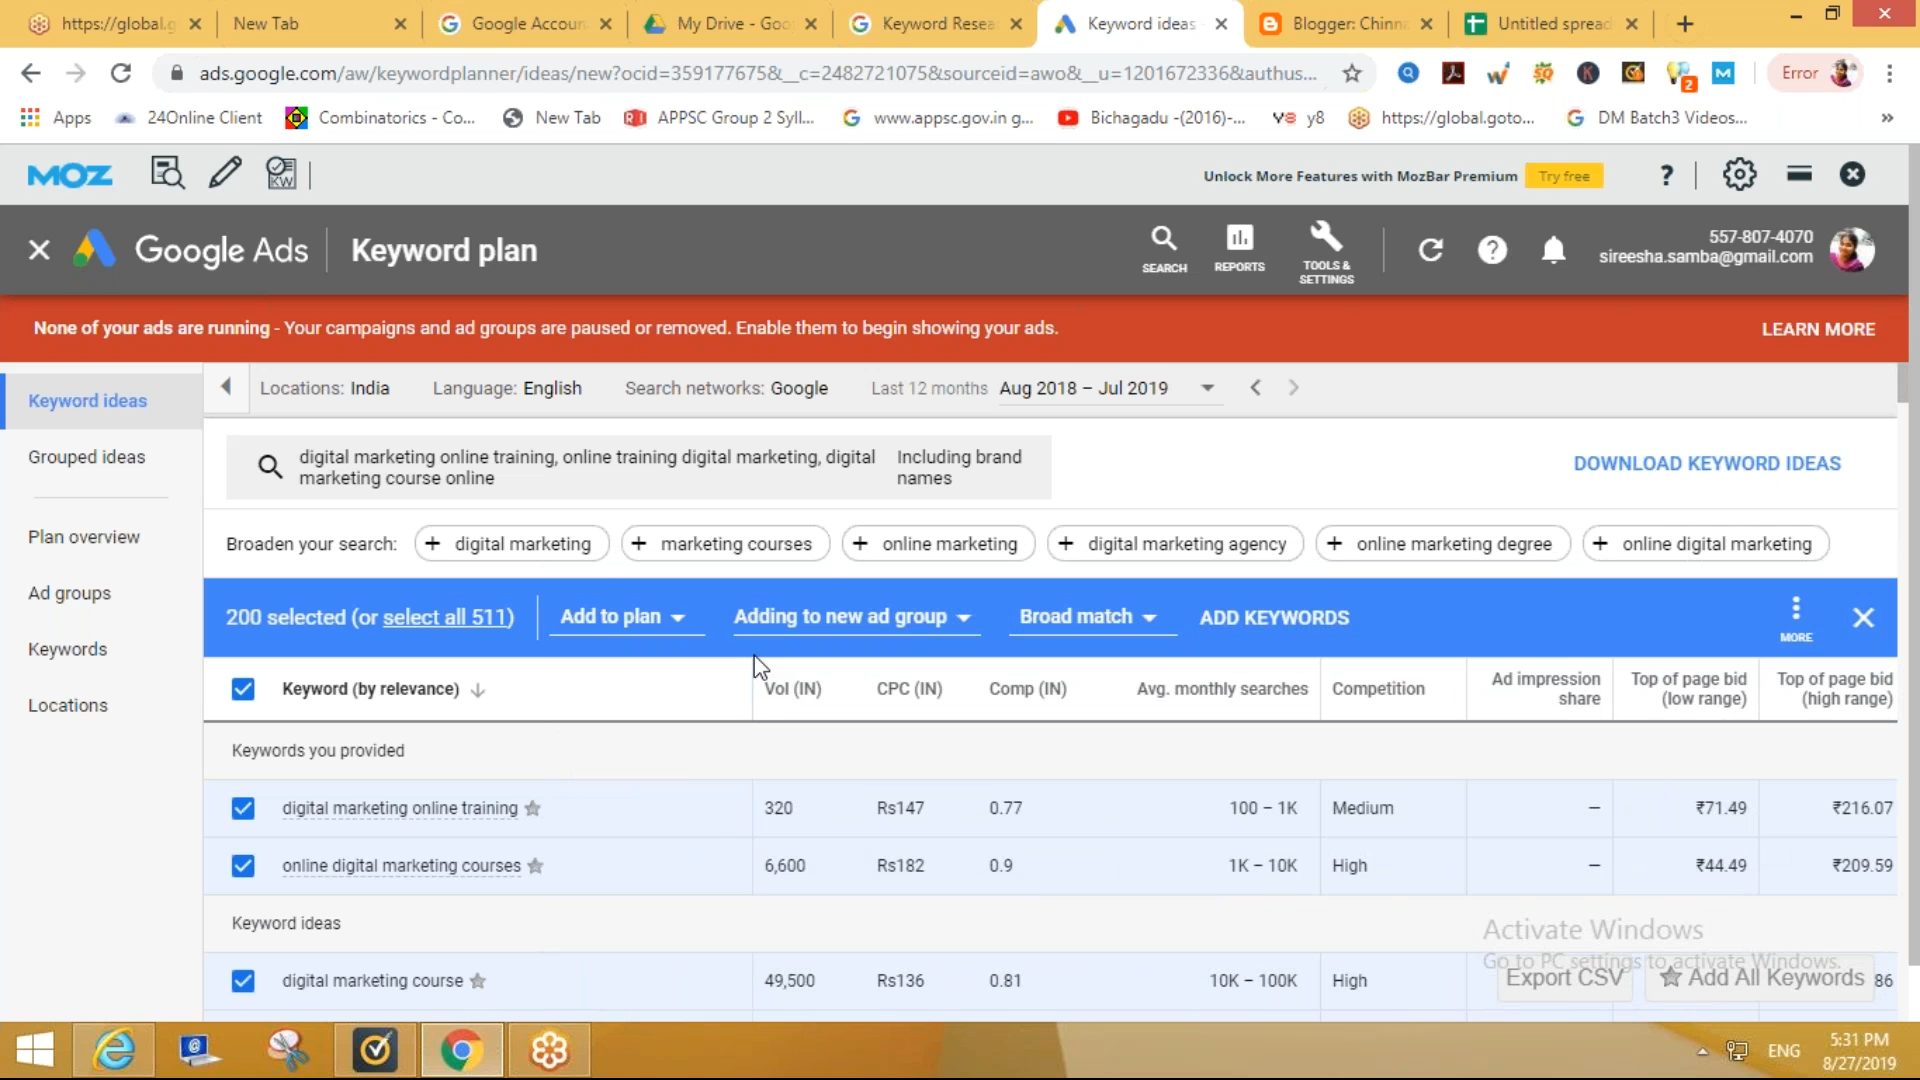 https://global.g
New Tab
Google Accoun
My Drive - Goo
Keyword Resea
Keyword ideas
Blogger: Chinn
Untitled spread
ads.google.com/aw/keywordplanner/ideas/new?ocid=359177675&__c=2482721075&sourceid=awo&__u=1201672336&authus...
2
Error
Apps
24Online Client
Combinatorics - Co...
New Tab
APPSC Group 2 Syll...
www.appsc.gov.in g...
Bichagadu -(2016)-...
y8
https://global.goto...
DM Batch3 Videos...
»
MOZ
KW
Unlock More Features with MozBar Premium
Try free
?
Google Ads
Keyword plan
SEARCH
REPORTS
TOOLS &
SETTINGS
557-807-4070
sireesha.samba@gmail.com
None of your ads are running - Your campaigns and ad groups are paused or removed. Enable them to begin showing your ads.
LEARN MORE
Keyword ideas
Grouped ideas
Plan overview
Ad groups
Keywords
Locations
Locations: India
Language: English
Search networks: Google
Last 12 months Aug 2018 – Jul 2019
digital marketing online training, online training digital marketing, digital
marketing course online
Including brand
names
DOWNLOAD KEYWORD IDEAS
Broaden your search:
+ digital marketing
+ marketing courses
+ online marketing
+ digital marketing agency
+ online marketing degree
+ online digital marketing
200 selected (or select all 511)
Add to plan
Adding to new ad group
Broad match
ADD KEYWORDS
MORE
Keyword (by relevance)
Vol (IN)
CPC (IN)
Comp (IN)
Avg. monthly searches
Competition
Ad impression
share
Top of page bid
(low range)
Top of page bid
(high range)
Keywords you provided
digital marketing online training 320 Rs147 0.77 100 – 1K Medium – ₹71.49 ₹216.07
online digital marketing courses 6,600 Rs182 0.9 1K – 10K High – ₹44.49 ₹209.59
Keyword ideas
digital marketing course 49,500 Rs136 0.81 10K – 100K High 86
Activate Windows
Go to PC settings to activate Windows.
Export CSV
Add All Keywords
ENG
5:31 PM
8/27/2019